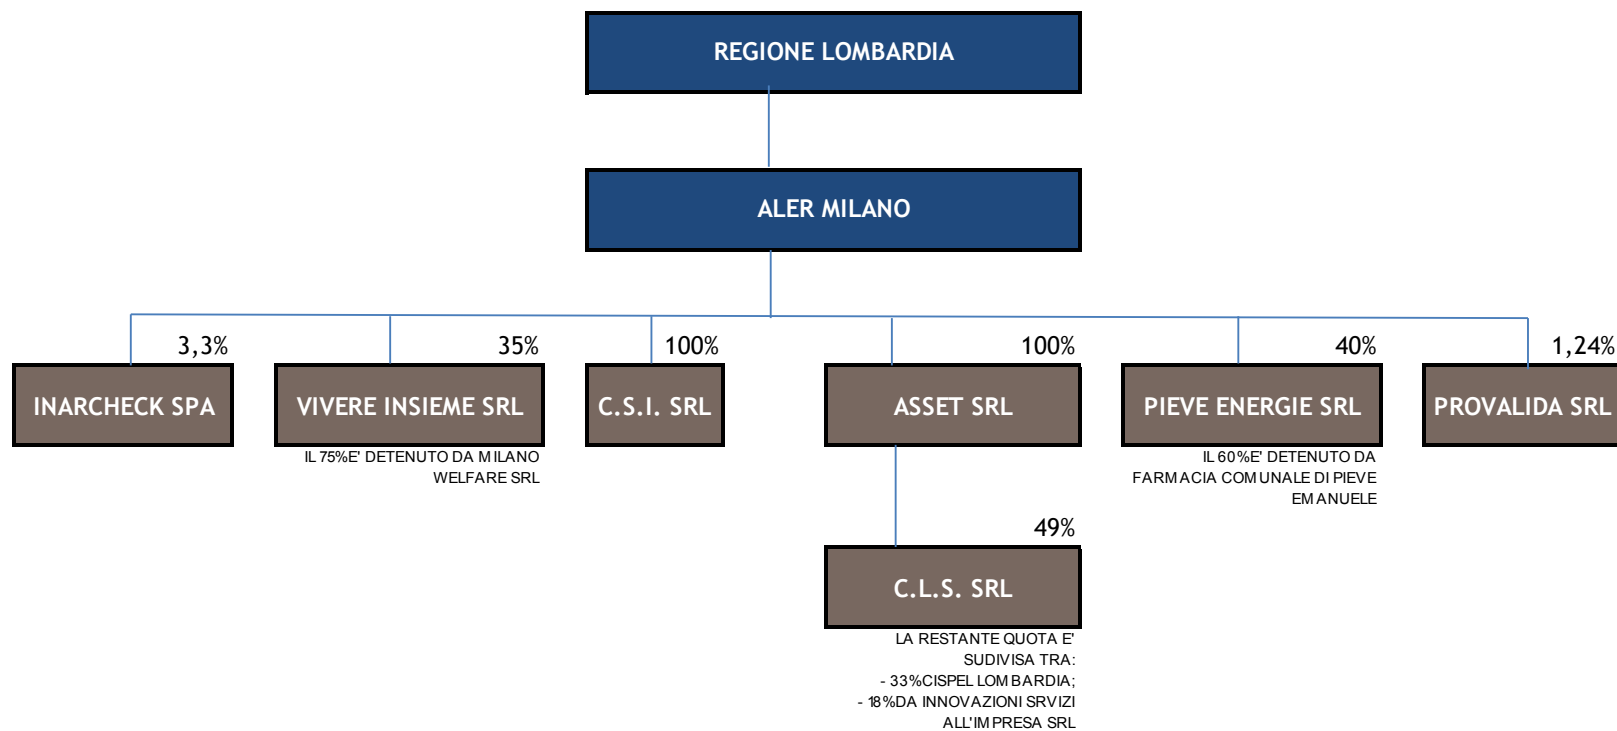 REGIONE LOMBARDIA
ALER MILANO
3,3%
35%
100%
100%
40%
1,24%
INARCHECK SPA
VIVERE INSIEME SRL
C.S.I. SRL
ASSET SRL
PIEVE ENERGIE SRL
PROVALIDA SRL
IL 75%E' DETENUTO DA MILANO
WELFARE SRL
IL 60%E' DETENUTO DA
FARMACIA COMUNALE DI PIEVE
EMANUELE
49%
C.L.S. SRL
LA RESTANTE QUOTA E'
SUDIVISA TRA:
- 33%CISPEL LOMBARDIA;
- 18%DA INNOVAZIONI SRVIZI
ALL'IMPRESA SRL